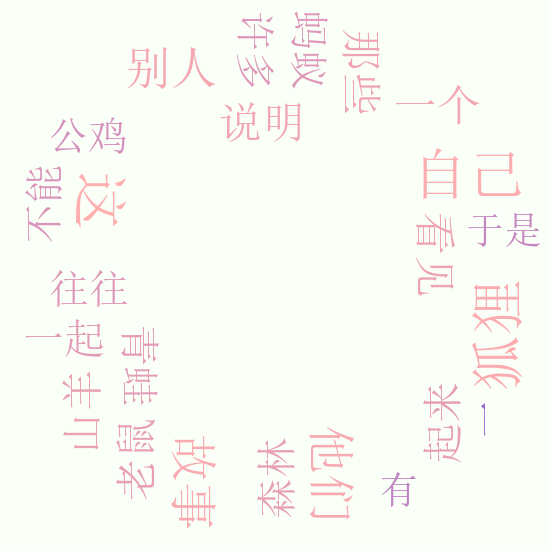 许多
蚂蚁
那些
别人
一个
说明
公鸡
自己
不能
这
看见
于是
往往
狐狸
一起
青蛙
山羊
起来
一
老鼠
故事
森林
他们
有